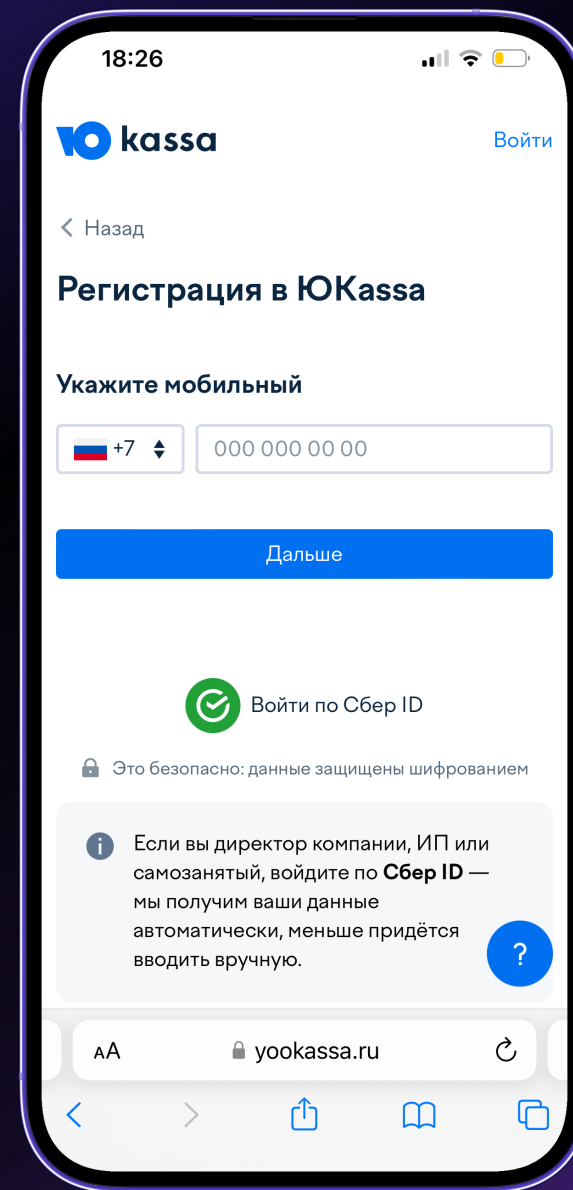 18:26
Ю kassa
Войти
Назад
Регистрация в ЮKassa
Укажите мобильный
+7
000 000 00 00
Дальше
Войти по Сбер ID
Это безопасно: данные защищены шифрованием
Если вы директор компании, ИП или
самозанятый, войдите по Сбер ID —
мы получим ваши данные
автоматически, меньше придётся
вводить вручную.
?
AA
yookassa.ru